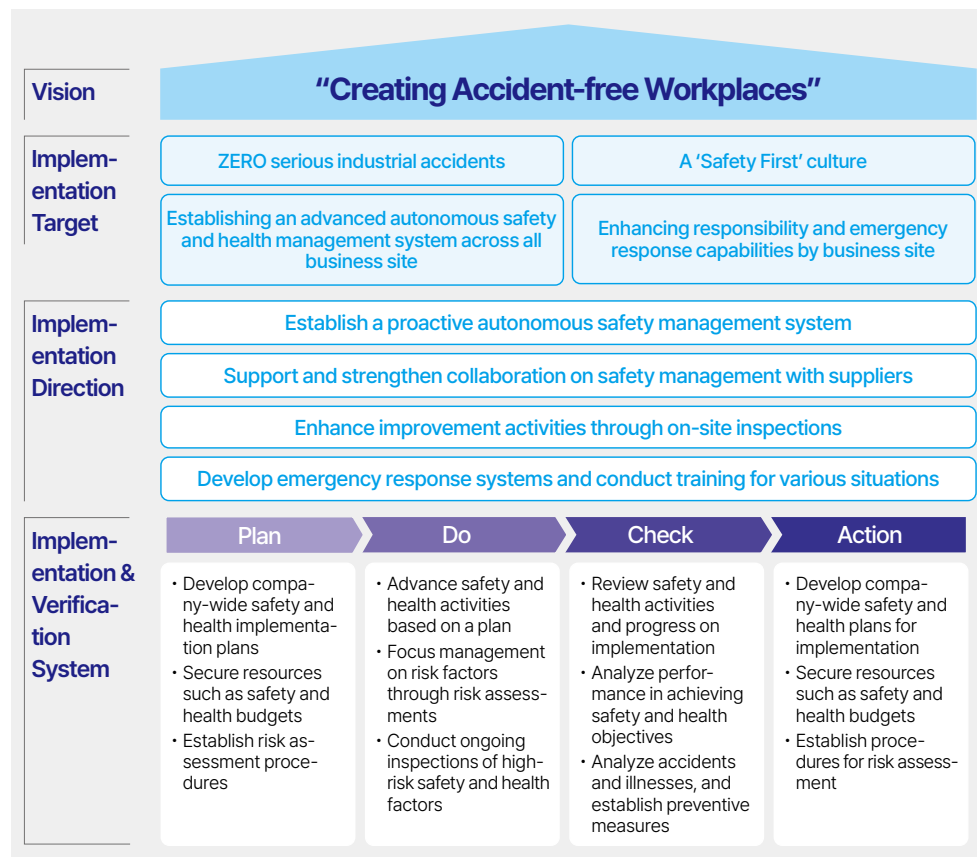 Vision
“Creating Accident-free Workplaces”
Implem-
entation
Target
ZERO serious industrial accidents
A ‘Safety First’ culture
Establishing an advanced autonomous safety
and health management system across all
business site
Enhancing responsibility and emergency
response capabilities by business site
Implem-
entation
Direction
Establish a proactive autonomous safety management system
Support and strengthen collaboration on safety management with suppliers
Enhance improvement activities through on-site inspections
Develop emergency response systems and conduct training for various situations
Implem-
entation &
Verifica-
tion
System
Plan
• Develop compa-
ny-wide safety and
health implementa-
tion plans
• Secure resources
such as safety and
health budgets
• Establish risk as-
sessment proce-
dures
Do
• Advance safety and
health activities
based on a plan
• Focus management
on risk factors
through risk assess-
ments
• Conduct ongoing
inspections of high-
risk safety and health
factors
Check
• Review safety and
health activities
and progress on
implementation
• Analyze perfor-
mance in achieving
safety and health
objectives
• Analyze accidents
and illnesses, and
establish preventive
measures
Action
• Develop compa-
ny-wide safety and
health plans for
implementation
• Secure resources
such as safety and
health budgets
• Establish proce-
dures for risk assess-
ment